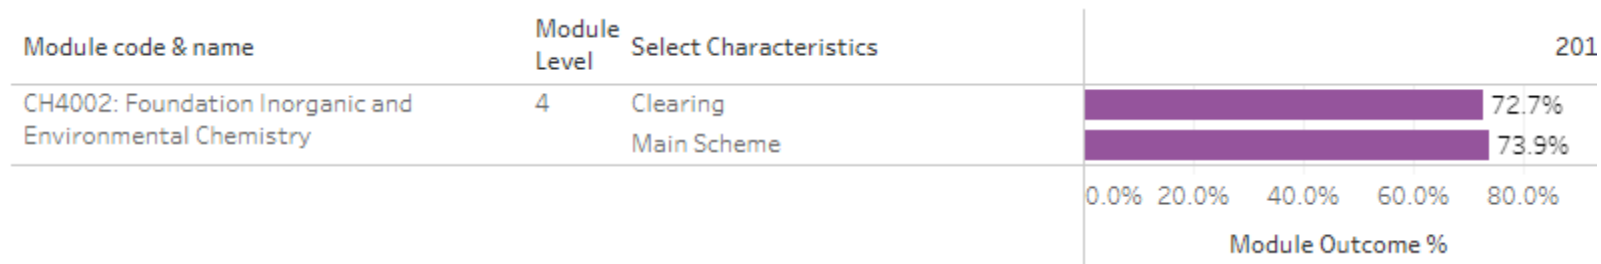 Module code & name
Module
Level
Select Characteristics
201
CH4002: Foundation Inorganic and
Environmental Chemistry
4
Clearing
72.7%
Main Scheme
73.9%
0.0% 20.0% 40.0% 60.0% 80.0%
Module Outcome %